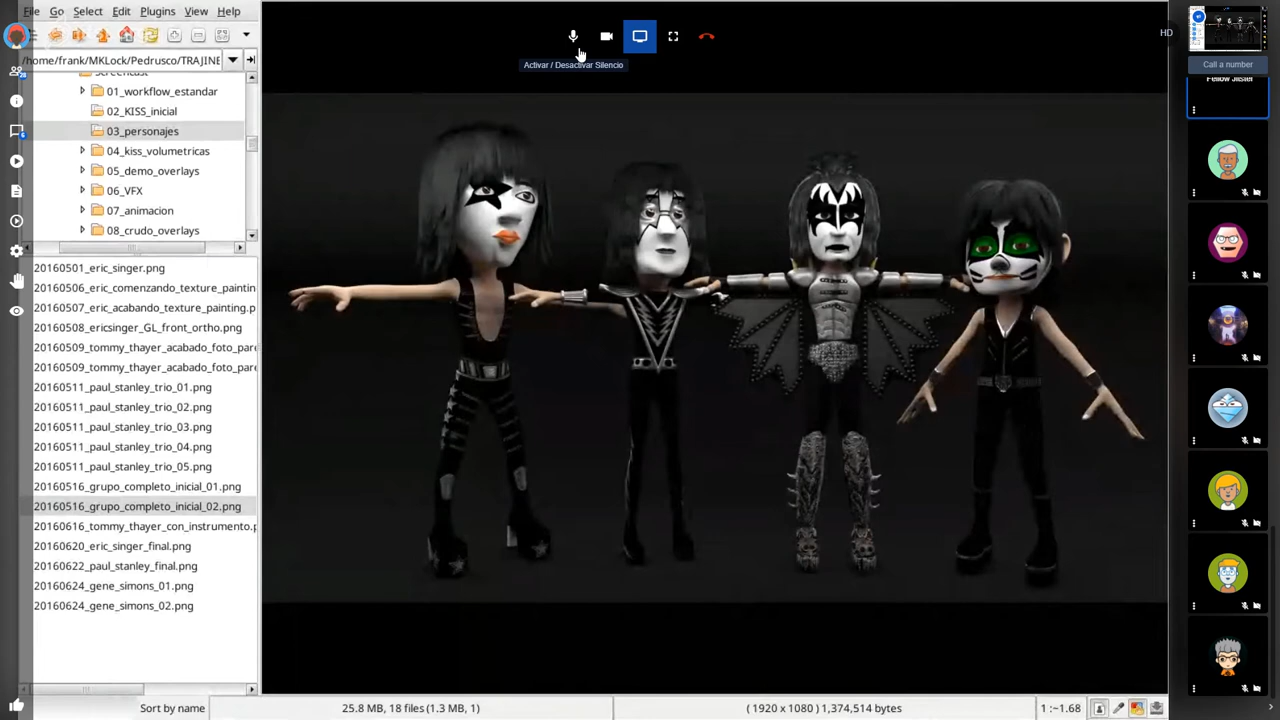 File Go Select Edit Plugins View Help
/home/frank/MKLock/Pedrusco/TRAJINE
Activar / Desactivar Silencio
HD
Call a number
01_workflow_estandar
02_KISS_inicial
03_personajes
04_kiss_volumetricas
05_demo_overlays
06_VFX
07_animacion
08_crudo_overlays
20160501_eric_singer.png
20160506_eric_comenzando_texture_paintin
20160507_eric_acabando_texture_painting.p
20160508_ericsinger_GL_front_ortho.png
20160509_tommy_thayer_acabado_foto_pare
20160509_tommy_thayer_acabado_foto_pare
20160511_paul_stanley_trio_01.png
20160511_paul_stanley_trio_02.png
20160511_paul_stanley_trio_03.png
20160511_paul_stanley_trio_04.png
20160511_paul_stanley_trio_05.png
20160516_grupo_completo_inicial_01.png
20160516_grupo_completo_inicial_02.png
20160616_tommy_thayer_con_instrumento.p
20160620_eric_singer_final.png
20160622_paul_stanley_final.png
20160624_gene_simons_01.png
20160624_gene_simons_02.png
Sort by name
25.8 MB, 18 files (1.3 MB, 1)
( 1920 x 1080 ) 1,374,514 bytes
1 :~1.68